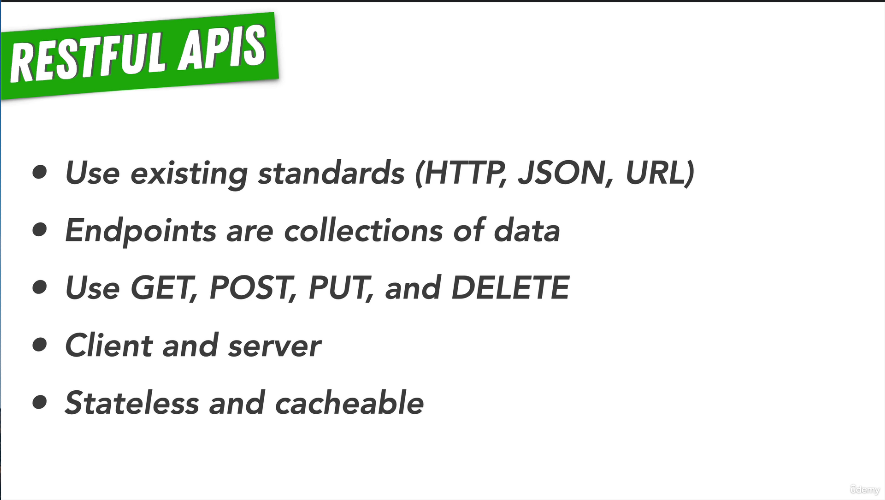 RESTFUL APIS
• Use existing standards (HTTP, JSON, URL)
• Endpoints are collections of data
• Use GET, POST, PUT, and DELETE
• Client and server
• Stateless and cacheable
ûdemy